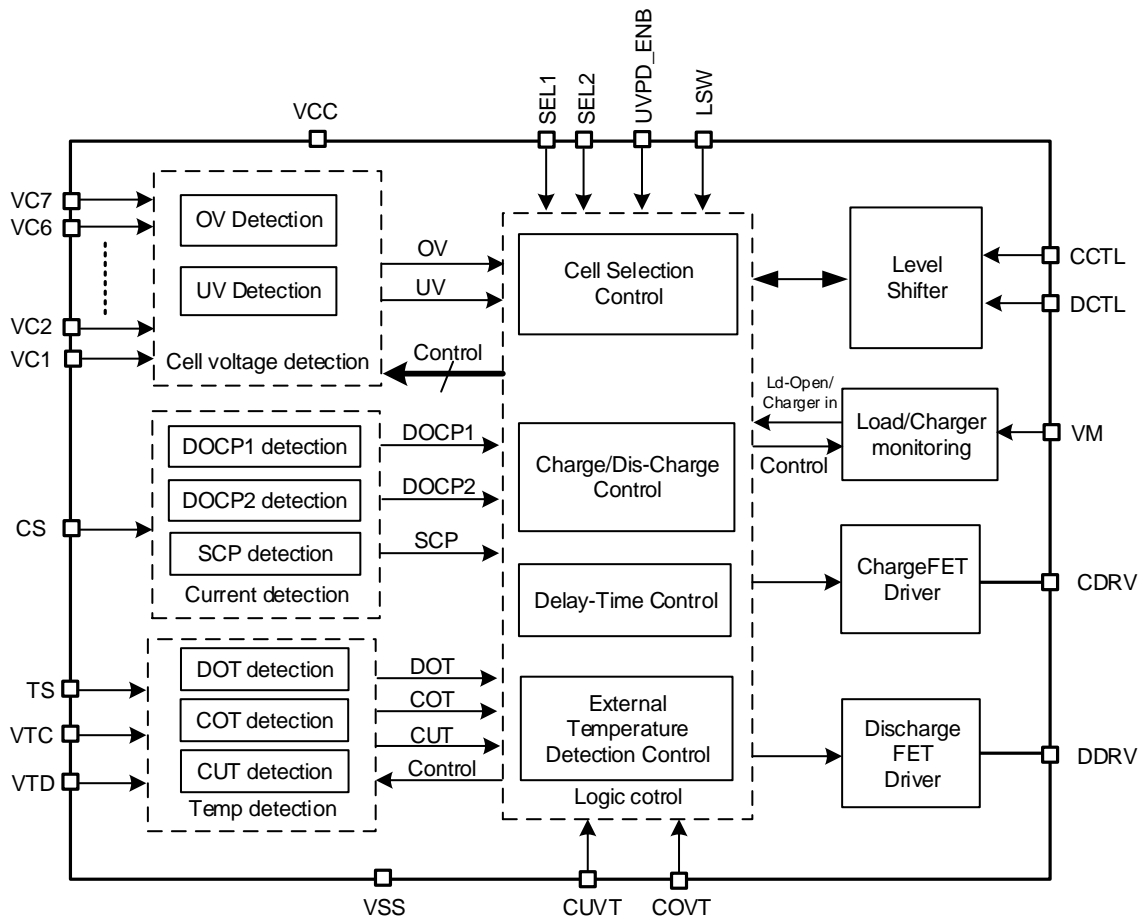 SEL1
SEL2
UVPD_ENB
LSW
VCC
VC7
VC6
VC2
VC1
OV Detection
UV Detection
Cell voltage detection
OV
UV
Control
Cell Selection
Control
Level
Shifter
CCTL
DCTL
Ld-Open/
Charger in
Control
Load/Charger
monitoring
VM
CS
DOCP1 detection
DOCP2 detection
SCP detection
Current detection
DOCP1
DOCP2
SCP
Charge/Dis-Charge
Control
Delay-Time Control
ChargeFET
Driver
CDRV
TS
VTC
VTD
DOT detection
COT detection
CUT detection
Temp detection
DOT
COT
CUT
Control
External
Temperature
Detection Control
Logic cotrol
Discharge
FET
Driver
DDRV
VSS
CUVT
COVT